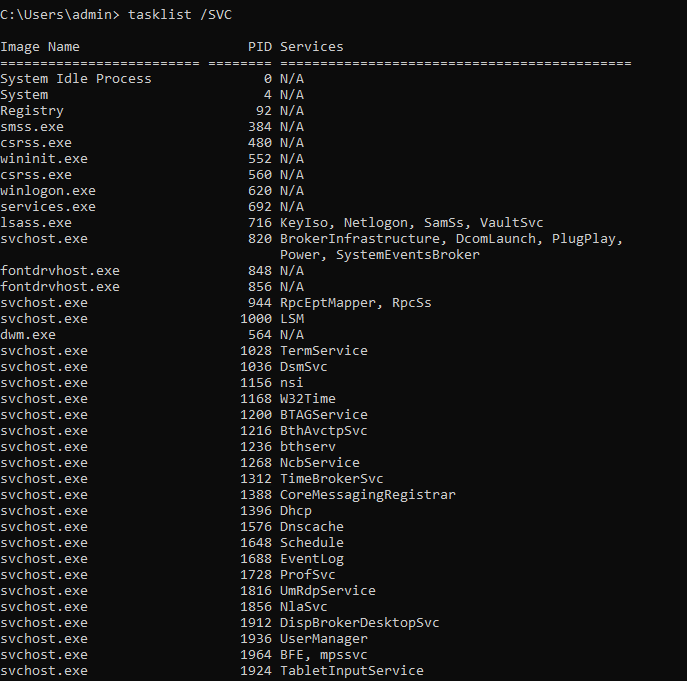 C:\Users\admin> tasklist /SVC
Image Name                     PID Services
========================= ======== ============================================
System Idle Process              0 N/A
System                           4 N/A
Registry                        92 N/A
smss.exe                       384 N/A
csrss.exe                      480 N/A
wininit.exe                    552 N/A
csrss.exe                      560 N/A
winlogon.exe                   620 N/A
services.exe                   692 N/A
lsass.exe                      716 KeyIso, Netlogon, SamSs, VaultSvc
svchost.exe                    820 BrokerInfrastructure, DcomLaunch, PlugPlay,
                                   Power, SystemEventsBroker
fontdrvhost.exe                848 N/A
fontdrvhost.exe                856 N/A
svchost.exe                    944 RpcEptMapper, RpcSs
svchost.exe                   1000 LSM
dwm.exe                        564 N/A
svchost.exe                   1028 TermService
svchost.exe                   1036 DsmSvc
svchost.exe                   1156 nsi
svchost.exe                   1168 W32Time
svchost.exe                   1200 BTAGService
svchost.exe                   1216 BthAvctpSvc
svchost.exe                   1236 bthserv
svchost.exe                   1268 NcbService
svchost.exe                   1312 TimeBrokerSvc
svchost.exe                   1388 CoreMessagingRegistrar
svchost.exe                   1396 Dhcp
svchost.exe                   1576 Dnscache
svchost.exe                   1648 Schedule
svchost.exe                   1688 EventLog
svchost.exe                   1728 ProfSvc
svchost.exe                   1816 UmRdpService
svchost.exe                   1856 NlaSvc
svchost.exe                   1912 DispBrokerDesktopSvc
svchost.exe                   1936 UserManager
svchost.exe                   1964 BFE, mpssvc
svchost.exe                   1924 TabletInputService